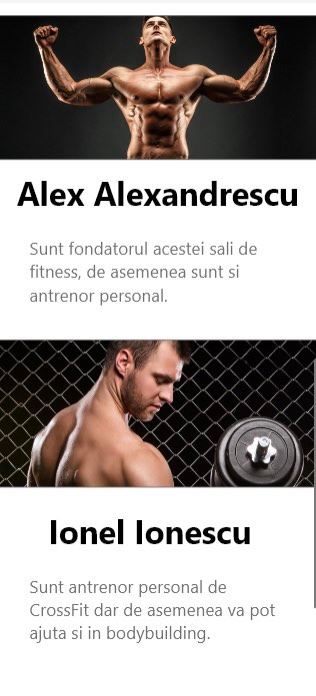 Alex Alexandrescu
Sunt fondatorul acestei sali de
fitness, de asemenea sunt si
antrenor personal.
Ionel Ionescu
Sunt antrenor personal de
CrossFit dar de asemenea va pot
ajuta si in bodybuilding.